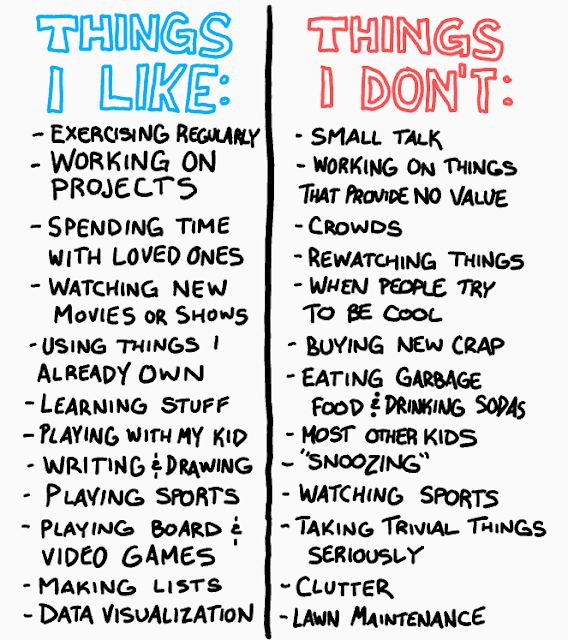 THINGS
I LIKE:
- EXERCISING REGULARLY
- WORKING ON
PROJECTS
- SPENDING TIME
WITH LOVED ONES
- WATCHING NEW
MOVIES OR SHOWS
- USING THINGS I
ALREADY OWN
- LEARNING STUFF
- PLAYING WITH MY KID
- WRITING & DRAWING
- PLAYING SPORTS
- PLAYING BOARD &
VIDEO GAMES
- MAKING LISTS
- DATA VISUALIZATION
THINGS
I DON'T:
- SMALL TALK
- WORKING ON THINGS
THAT PROVIDE NO VALUE
- CROWDS
- REWATCHING THINGS
- WHEN PEOPLE TRY
TO BE COOL
- BUYING NEW CRAP
- EATING GARBAGE
FOOD & DRINKING SODAS
- MOST OTHER KIDS
- "SNOOZING"
- WATCHING SPORTS
- TAKING TRIVIAL THINGS
SERIOUSLY
- CLUTTER
- LAWN MAINTENANCE